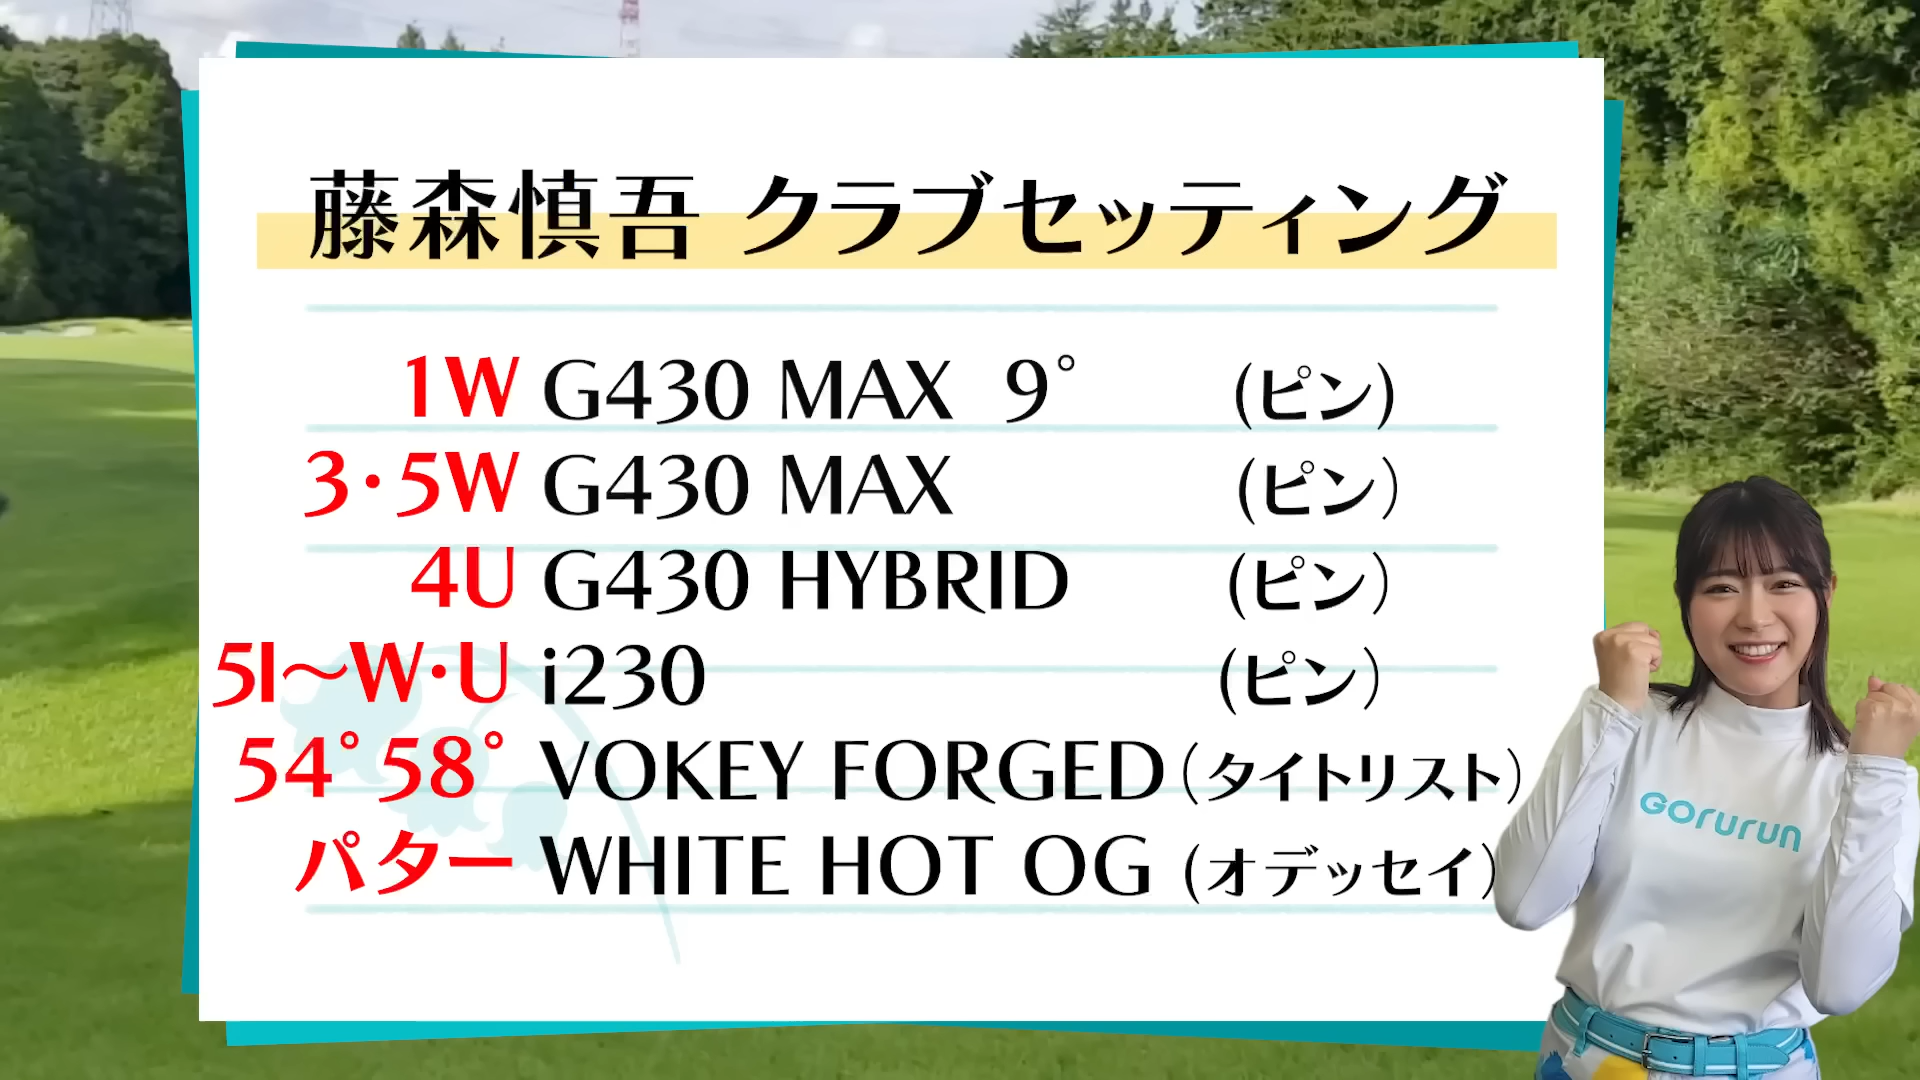 藤森慎吾 クラブセッティング
1W G430 MAX 9° (ピン)
3・5W G430 MAX (ピン)
4U G430 HYBRID (ピン)
5I～W・U i230 (ピン)
54° 58° VOKEY FORGED (タイトリスト)
パター WHITE HOT OG (オデッセイ)
Gorurun